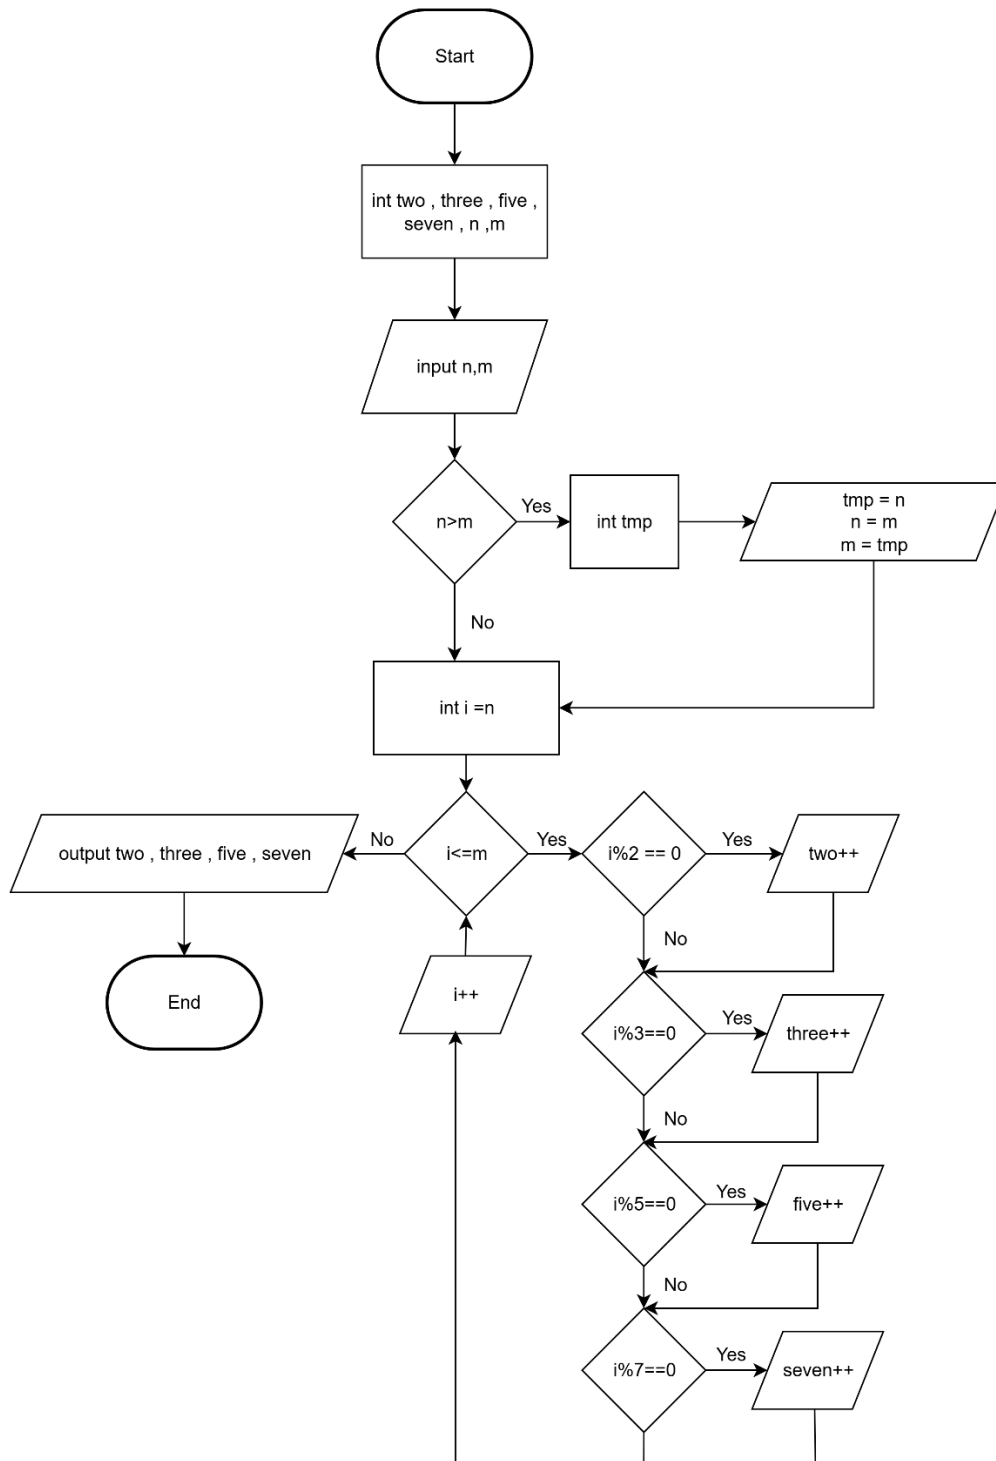 Start
int two , three , five ,
seven , n ,m
input n,m
n>m
Yes
int tmp
tmp = n
n = m
m = tmp
No
int i =n
output two , three , five , seven
No
i<=m
Yes
i%2 == 0
Yes
two++
No
End
i++
i%3==0
Yes
three++
No
i%5==0
Yes
five++
No
i%7==0
Yes
seven++